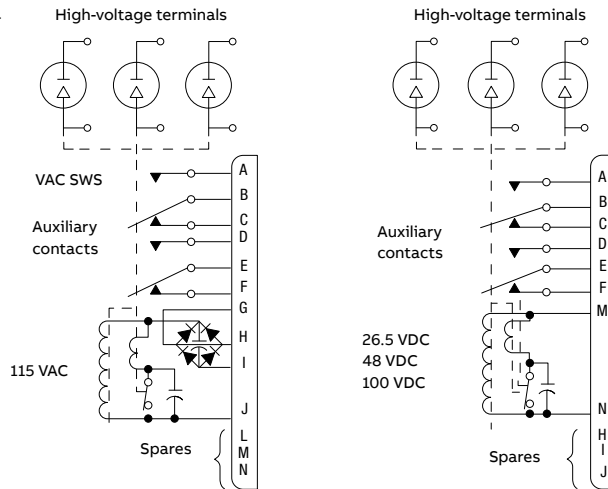 High-voltage terminals
VAC SWS
Auxiliary
contacts
115 VAC
Spares
A
B
C
D
E
F
G
H
I
J
L
M
N
High-voltage terminals
Auxiliary
contacts
26.5 VDC
48 VDC
100 VDC
Spares
A
B
C
D
E
F
M
N
H
I
J